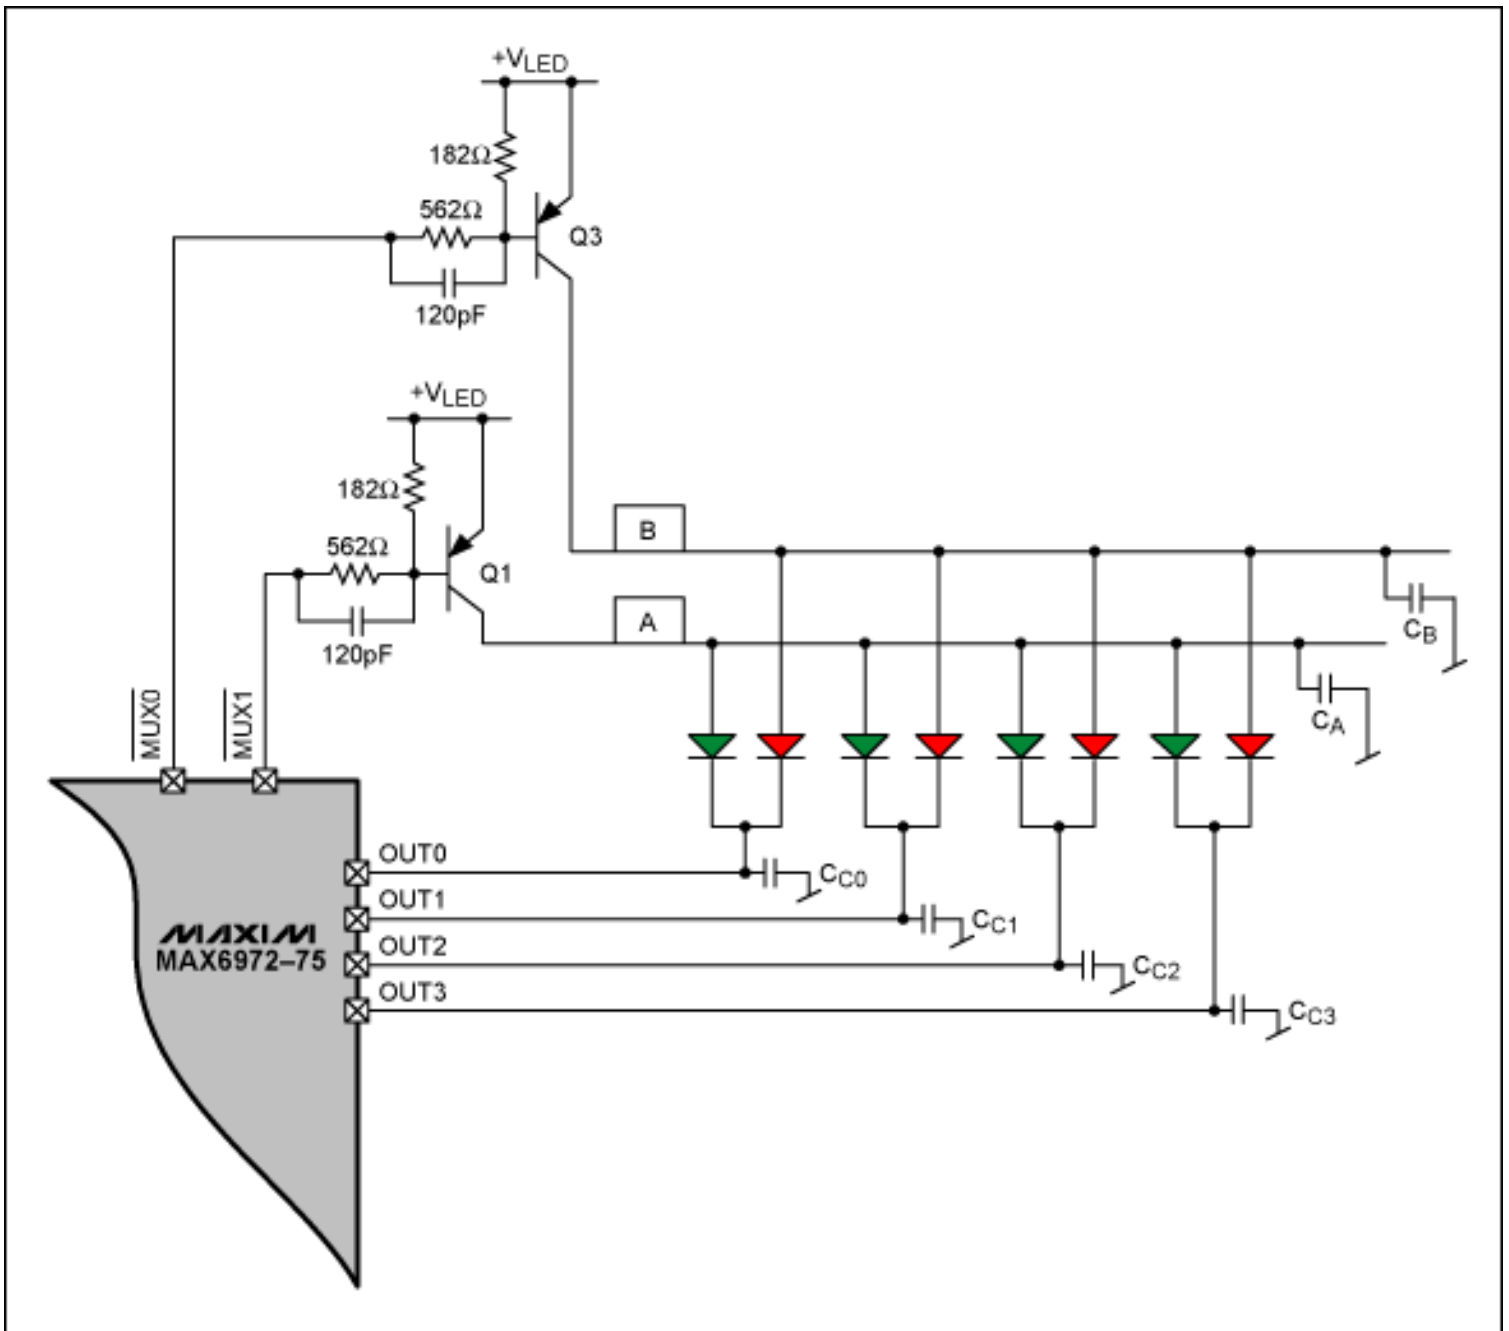 +VLED
182Ω
562Ω
Q3
120pF
+VLED
182Ω
562Ω
Q1
120pF
B
A
CB
CA
MUX0
MUX1
OUT0
CC0
OUT1
CC1
MAXIM
MAX6972–75
OUT2
CC2
OUT3
CC3